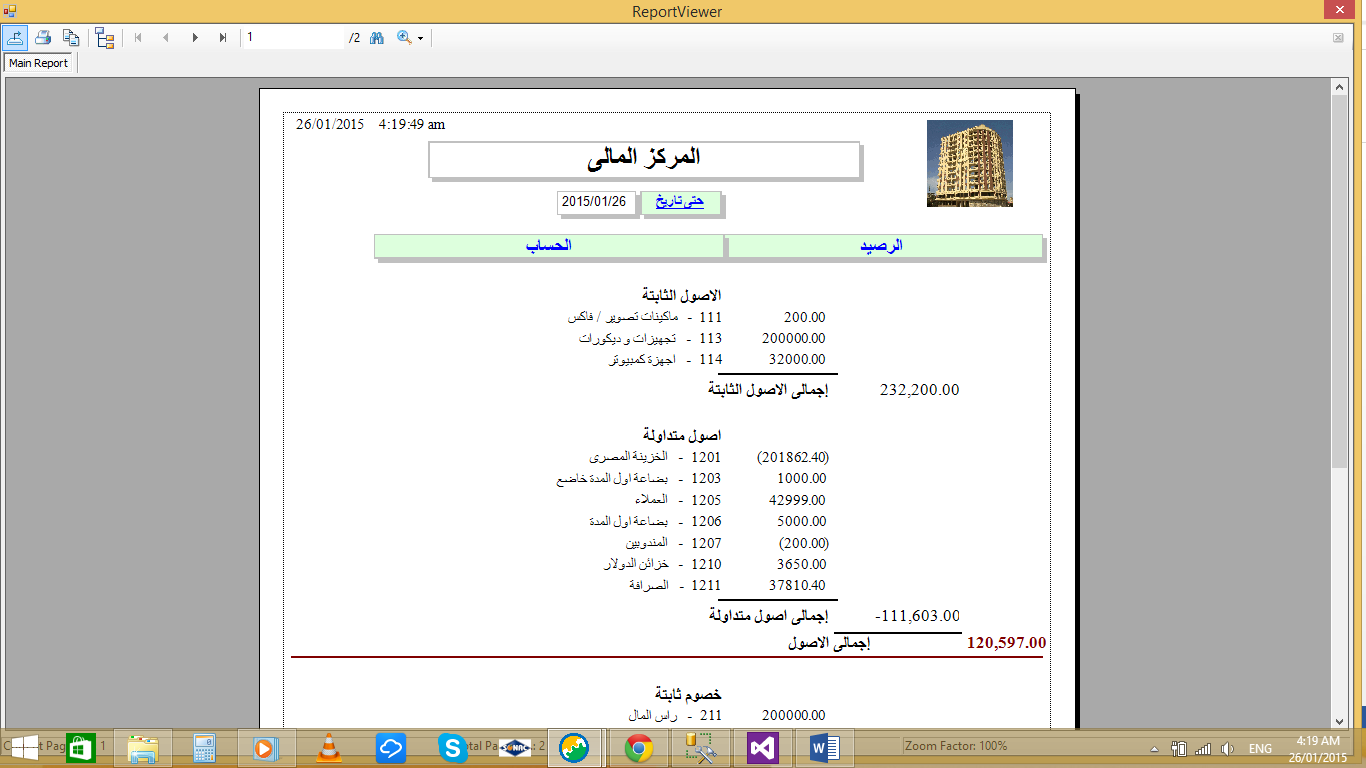 ReportViewer
1 /2
Main Report
26/01/2015 4:19:49 am
المركز المالى
حتى تاريخ 2015/01/26
الرصيد الحساب
الاصول الثابتة
200.00 111 - ماكينات تصوير / فاكس
200000.00 113 - تجهيزات و ديكورات
32000.00 114 - اجهزة كمبيوتر
232,200.00 إجمالى الاصول الثابتة
اصول متداولة
(201862.40) 1201 - الخزينة المصرى
1000.00 1203 - بضاعة اول المدة خاضع
42999.00 1205 - العملاء
5000.00 1206 - بضاعة اول المدة
(200.00) 1207 - المندوبين
3650.00 1210 - خزائن الدولار
37810.40 1211 - الصرافة
-111,603.00 إجمالى اصول متداولة
120,597.00 إجمالى الاصول
خصوم ثابتة
200000.00 211 - راس المال
1 2 Zoom Factor: 100% ENG 4:19 AM
26/01/2015